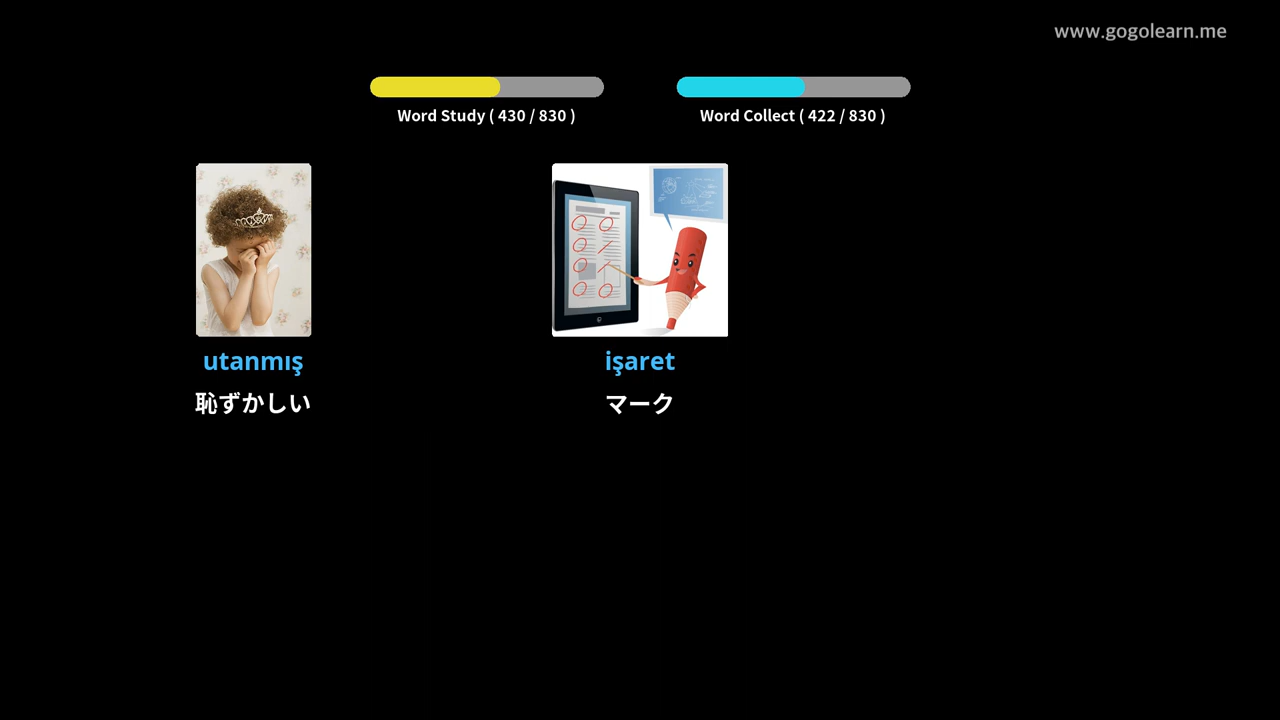 www.gogolearn.me
Word Study ( 430 / 830 )
Word Collect ( 422 / 830 )
utanmış
恥ずかしい
işaret
マーク